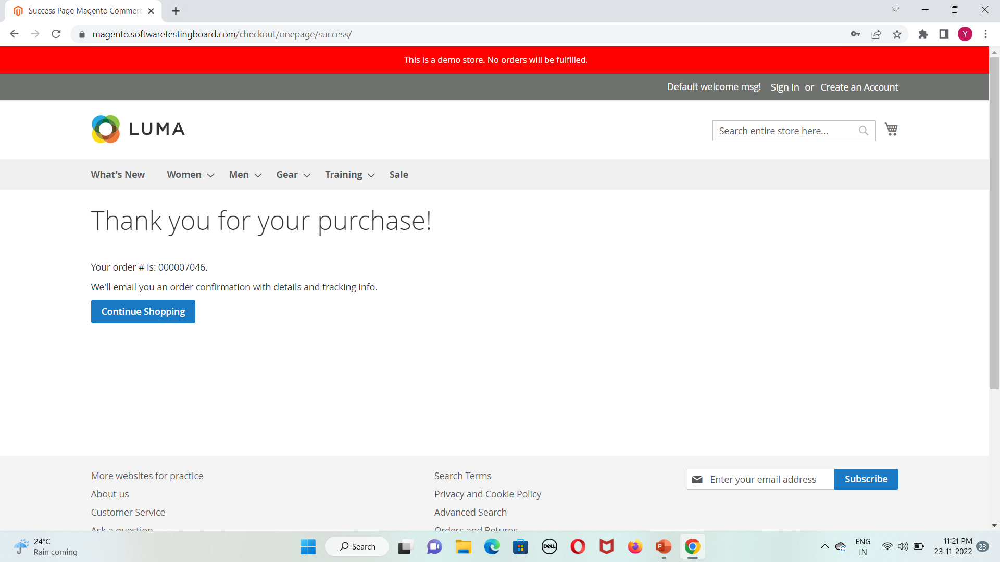 Success Page Magento Commerc
magento.softwaretestingboard.com/checkout/onepage/success/
Y
This is a demo store. No orders will be fulfilled.
Default welcome msg! Sign In or Create an Account
LUMA
Search entire store here...
What's New Women Men Gear Training Sale
Thank you for your purchase!
Your order # is: 000007046.
We'll email you an order confirmation with details and tracking info.
Continue Shopping
More websites for practice
About us
Customer Service
Ask a question
Search Terms
Privacy and Cookie Policy
Advanced Search
Orders and Returns
Enter your email address
Subscribe
24°C
Rain coming
Search
DELL
P
ENG
IN
11:21 PM
23-11-2022
23